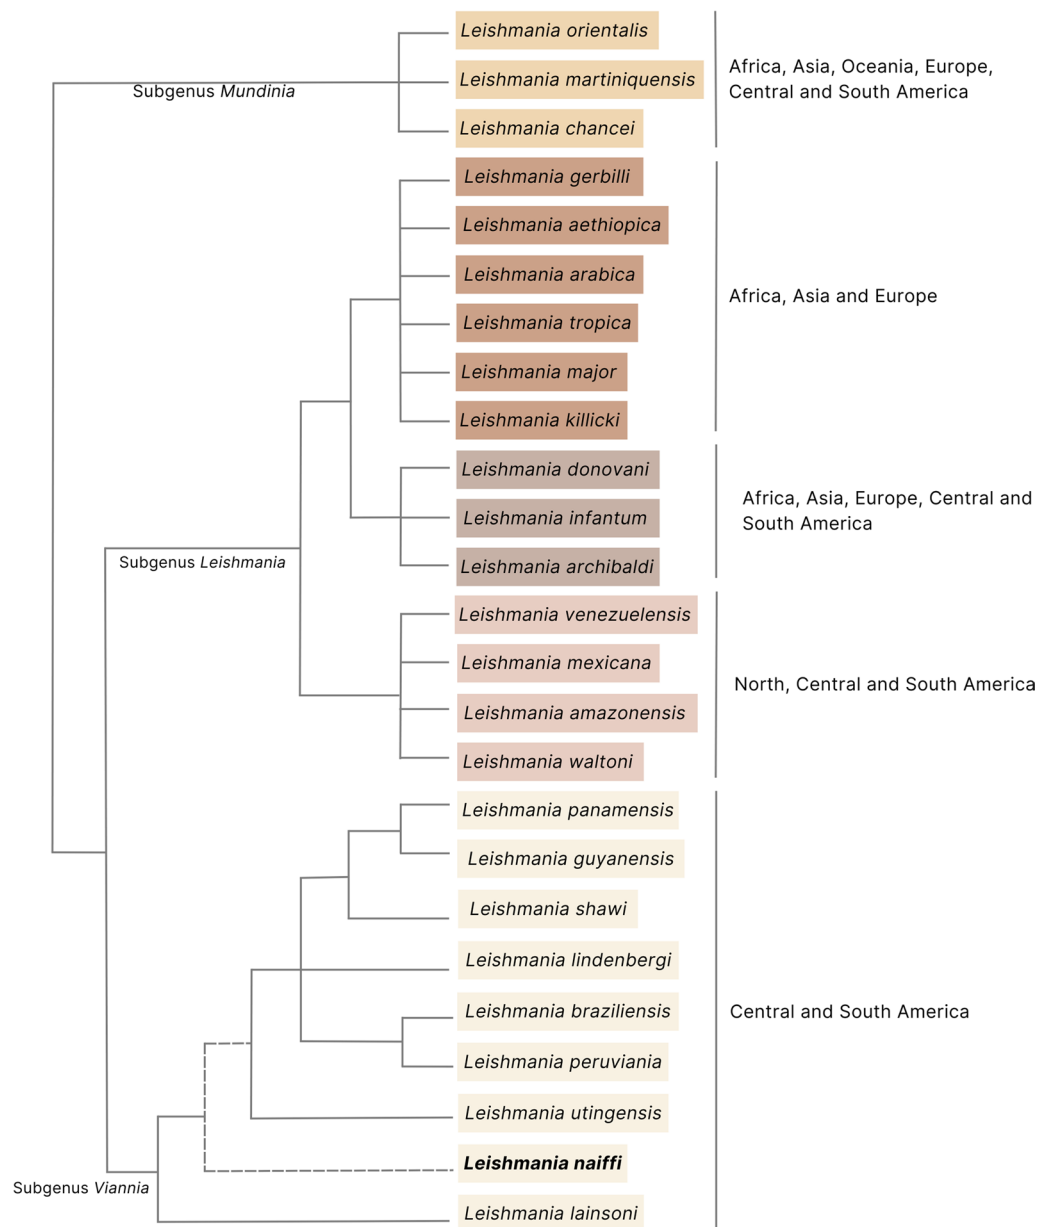 Leishmania orientalis
Leishmania martiniquensis
Leishmania chancei
Africa, Asia, Oceania, Europe,
Central and South America
Subgenus Mundinia
Leishmania gerbilli
Leishmania aethiopica
Leishmania arabica
Leishmania tropica
Leishmania major
Leishmania killicki
Africa, Asia and Europe
Leishmania donovani
Leishmania infantum
Leishmania archibaldi
Africa, Asia, Europe, Central and
South America
Subgenus Leishmania
Leishmania venezuelensis
Leishmania mexicana
Leishmania amazonensis
Leishmania waltoni
North, Central and South America
Leishmania panamensis
Leishmania guyanensis
Leishmania shawi
Leishmania lindenbergi
Leishmania braziliensis
Leishmania peruviania
Leishmania utingensis
Leishmania naiffi
Leishmania lainsoni
Central and South America
Subgenus Viannia